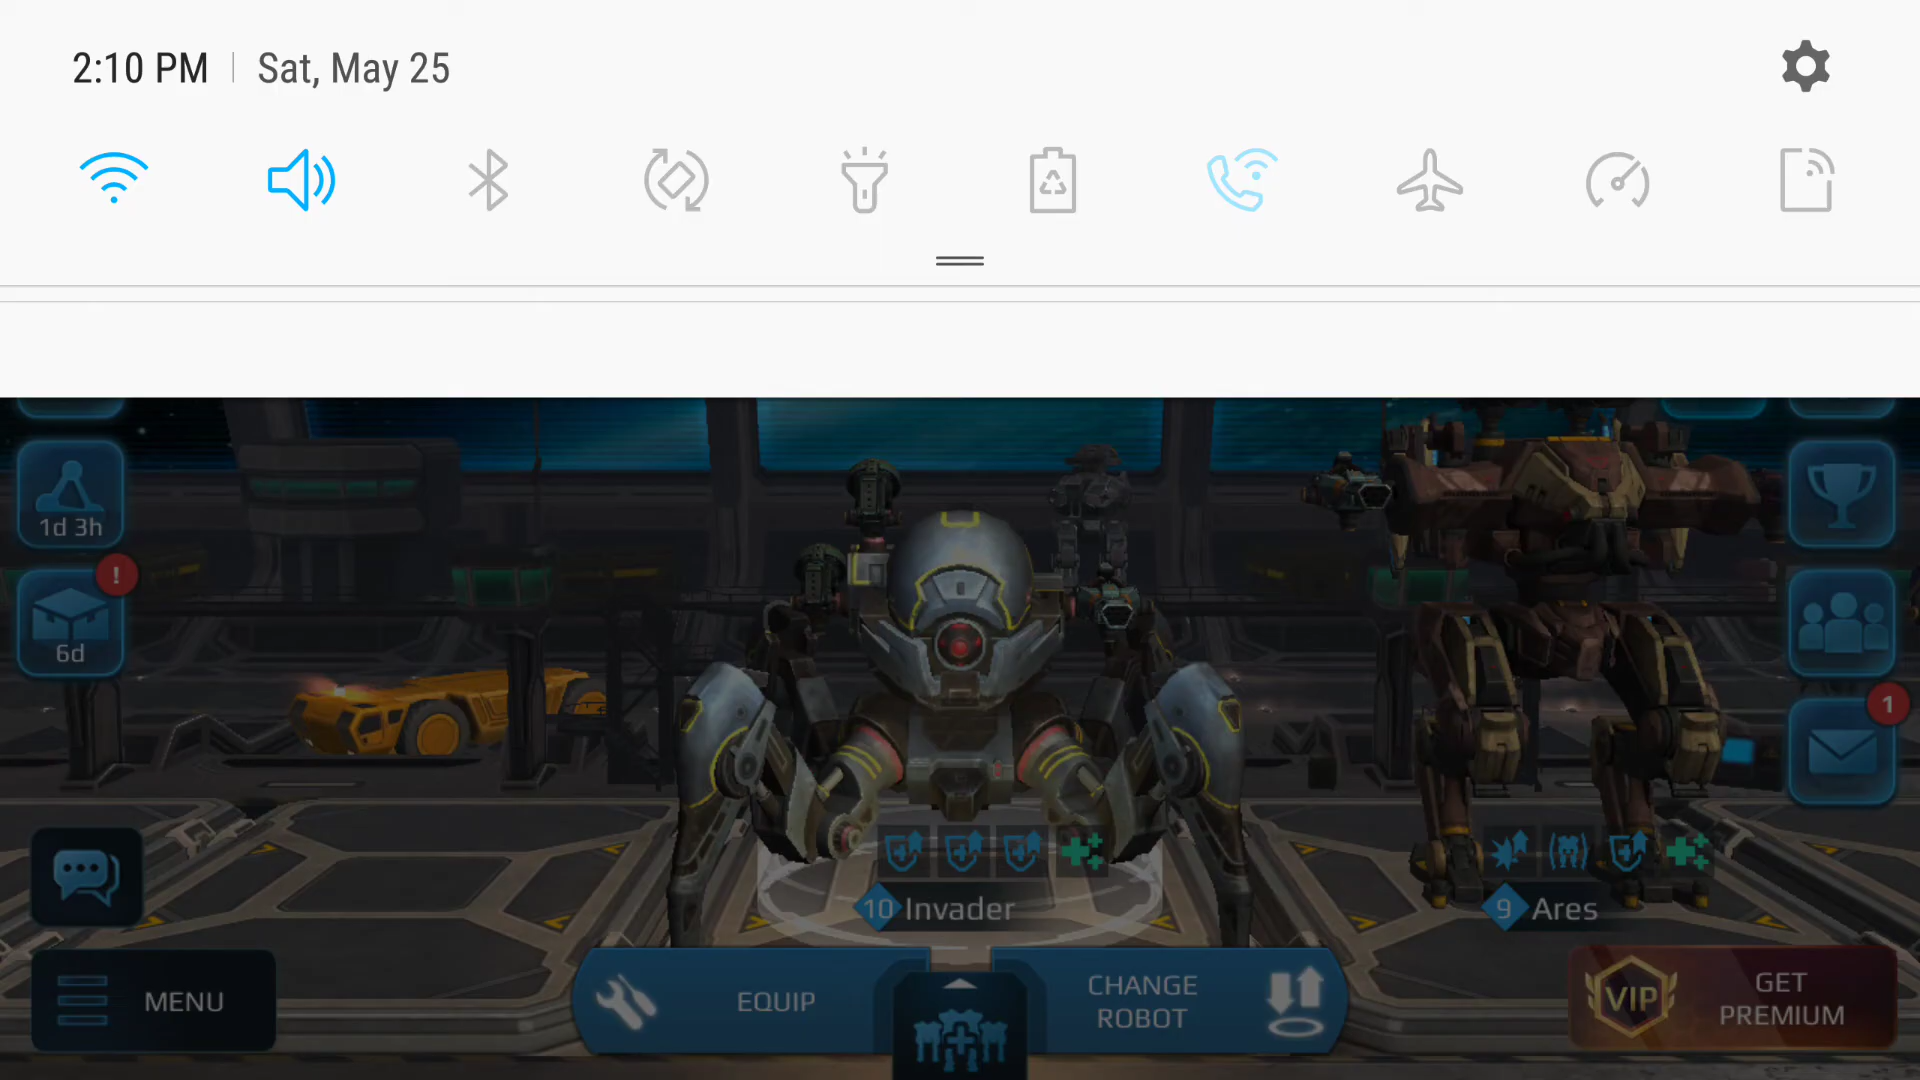 2:10 PM Sat, May 25
1d 3h
!
6d
1
10 Invader
9 Ares
MENU
EQUIP
CHANGE
ROBOT
VIP
GET
PREMIUM